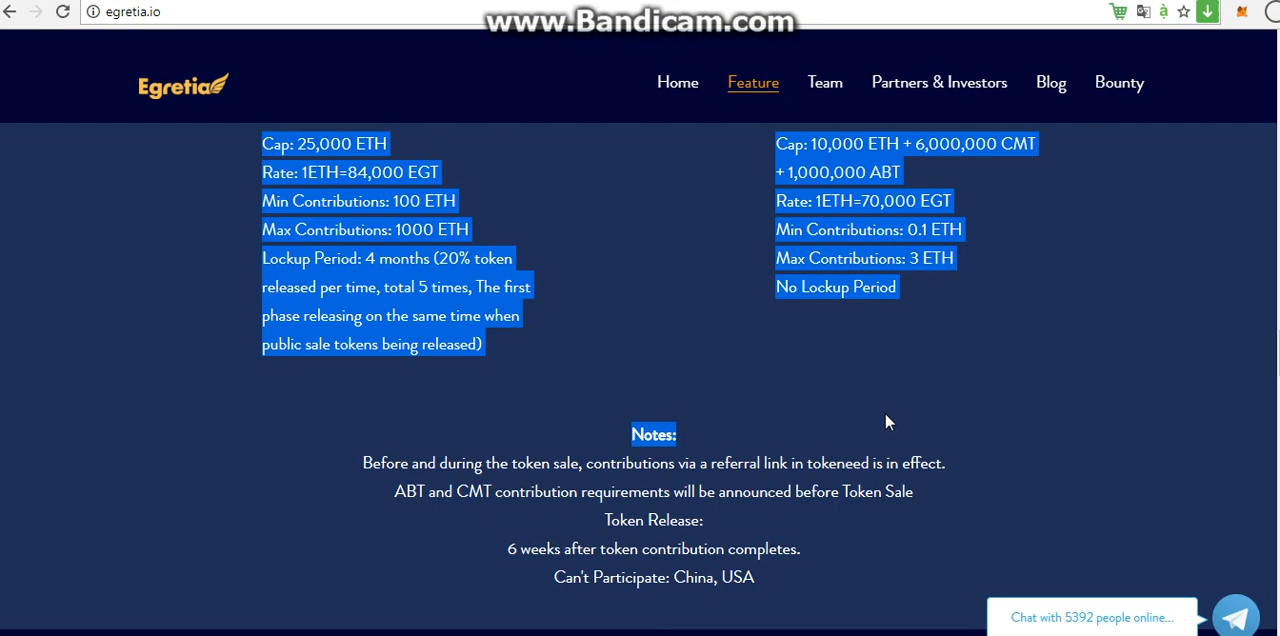 egretia.io
www.Bandicam.com
Egretia
Home Feature Team Partners & Investors Blog Bounty
Cap: 25,000 ETH
Rate: 1ETH=84,000 EGT
Min Contributions: 100 ETH
Max Contributions: 1000 ETH
Lockup Period: 4 months (20% token
released per time, total 5 times, The first
phase releasing on the same time when
public sale tokens being released)
Cap: 10,000 ETH + 6,000,000 CMT
+ 1,000,000 ABT
Rate: 1ETH=70,000 EGT
Min Contributions: 0.1 ETH
Max Contributions: 3 ETH
No Lockup Period
Notes:
Before and during the token sale, contributions via a referral link in tokeneed is in effect.
ABT and CMT contribution requirements will be announced before Token Sale
Token Release:
6 weeks after token contribution completes.
Can't Participate: China, USA
Chat with 5392 people online...